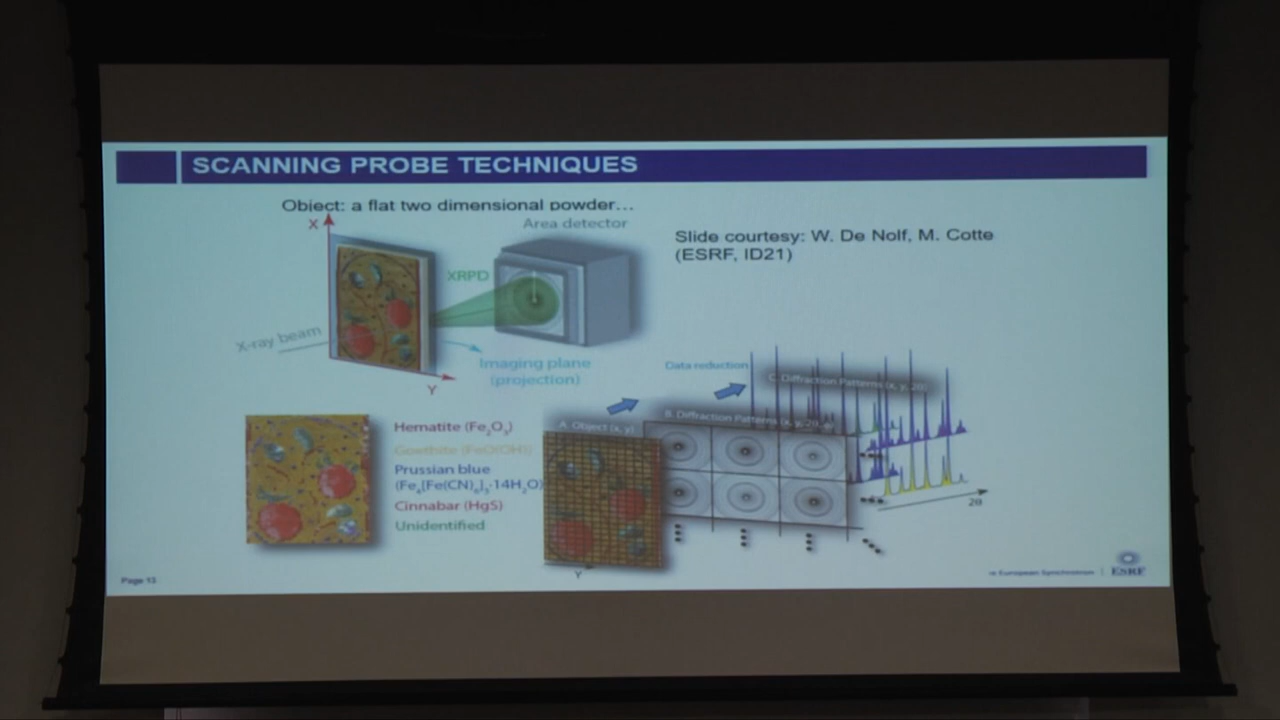 SCANNING PROBE TECHNIQUES
Object: a flat two dimensional powder...
X
Area detector
Slide courtesy: W. De Nolf, M. Cotte
(ESRF, ID21)
XRPD
X-ray beam
Imaging plane
(projection)
Y
Data reduction
C. Diffraction Patterns (x, y, 2θ)
B. Diffraction Patterns (x, y, 2θ, φ)
A. Object (x, y)
Hematite (Fe₂O₃)
Goethite (FeO(OH))
Prussian blue
(Fe₄[Fe(CN)₆]₃·14H₂O)
Cinnabar (HgS)
Unidentified
2θ
Y
Page 13
European Synchrotron
ESRF